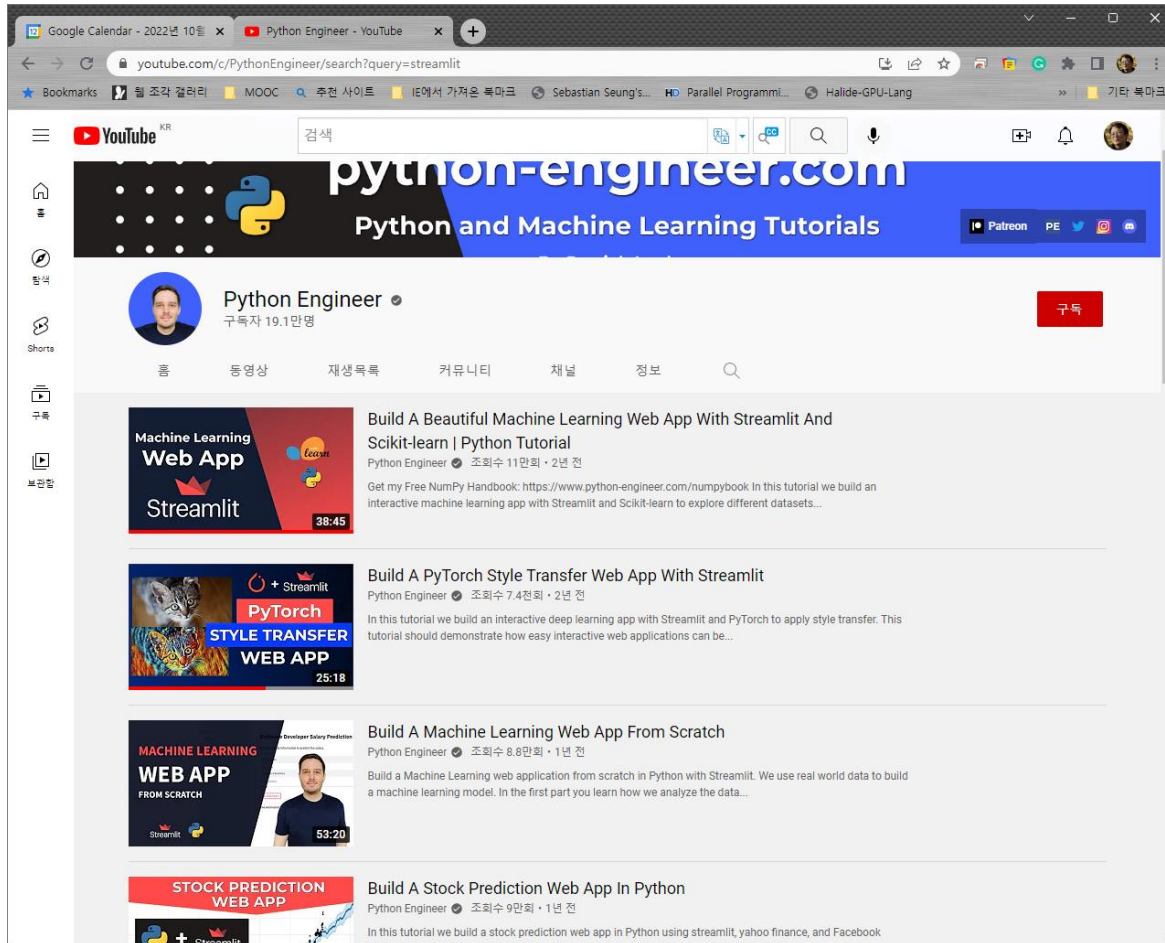 Google Calendar - 2022년 10월
Python Engineer - YouTube
youtube.com/c/PythonEngineer/search?query=streamlit
Bookmarks 웹 조각 갤러리 MOOC 추천 사이트 IE에서 가져온 북마크 Sebastian Seung's... Parallel Programmi... Halide-GPU-Lang » 기타 북마크
YouTube KR
검색
python-engineer.com
Python and Machine Learning Tutorials
Patreon PE
홈
탐색
Shorts
구독
보관함
Python Engineer
구독자 19.1만명
구독
홈 동영상 재생목록 커뮤니티 채널 정보
Machine Learning
Web App
Streamlit
learn
38:45
Build A Beautiful Machine Learning Web App With Streamlit And
Scikit-learn | Python Tutorial
Python Engineer 조회수 11만회 • 2년 전
Get my Free NumPy Handbook: https://www.python-engineer.com/numpybook In this tutorial we build an
interactive machine learning app with Streamlit and Scikit-learn to explore different datasets...
+ Streamlit
PyTorch
STYLE TRANSFER
WEB APP
25:18
Build A PyTorch Style Transfer Web App With Streamlit
Python Engineer 조회수 7.4천회 • 2년 전
In this tutorial we build an interactive deep learning app with Streamlit and PyTorch to apply style transfer. This
tutorial should demonstrate how easy interactive web applications can be...
Developer Salary Prediction
MACHINE LEARNING
WEB APP
FROM SCRATCH
Streamlit
53:20
Build A Machine Learning Web App From Scratch
Python Engineer 조회수 8.8만회 • 1년 전
Build a Machine Learning web application from scratch in Python with Streamlit. We use real world data to build
a machine learning model. In the first part you learn how we analyze the data...
STOCK PREDICTION
WEB APP
+ Streamlit
Build A Stock Prediction Web App In Python
Python Engineer 조회수 9만회 • 1년 전
In this tutorial we build a stock prediction web app in Python using streamlit, yahoo finance, and Facebook